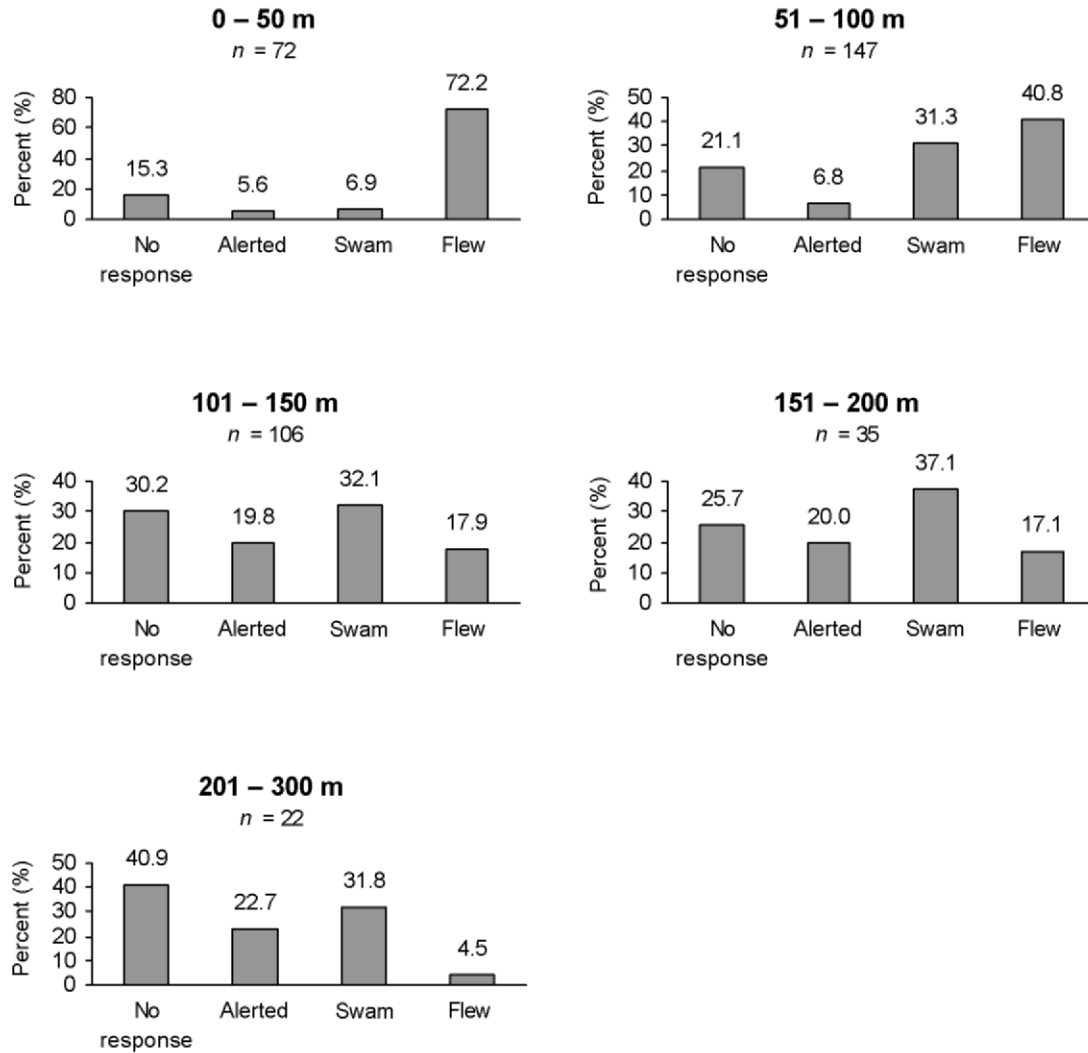 0 – 50 m
n = 72
Percent (%)
80
60
40
20
0
15.3
5.6
6.9
72.2
No response
Alerted
Swam
Flew
51 – 100 m
n = 147
Percent (%)
50
40
30
20
10
0
21.1
6.8
31.3
40.8
No response
Alerted
Swam
Flew
101 – 150 m
n = 106
Percent (%)
40
30
20
10
0
30.2
19.8
32.1
17.9
No response
Alerted
Swam
Flew
151 – 200 m
n = 35
Percent (%)
40
30
20
10
0
25.7
20.0
37.1
17.1
No response
Alerted
Swam
Flew
201 – 300 m
n = 22
Percent (%)
50
40
30
20
10
0
40.9
22.7
31.8
4.5
No response
Alerted
Swam
Flew